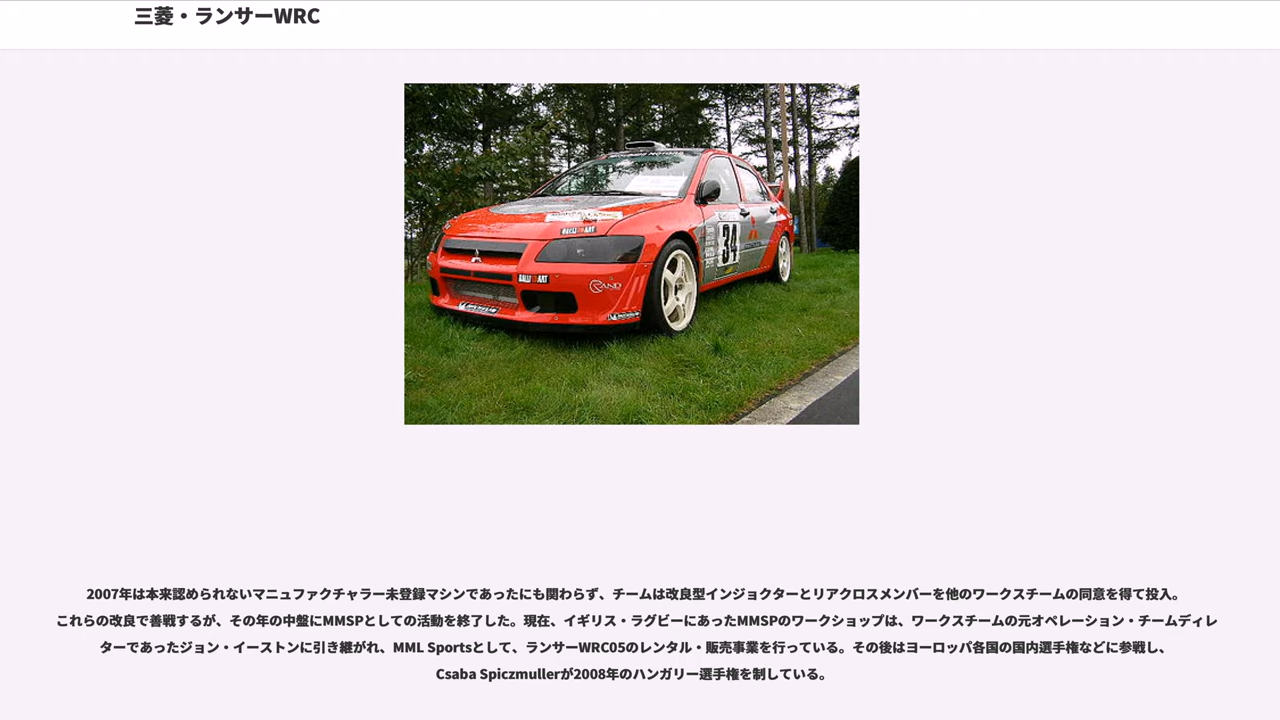 三菱・ランサーWRC
34
RALLI ART
RALLI ART
RAND
2007年は本来認められないマニュファクチャラー未登録マシンであったにも関わらず、チームは改良型インジェクターとリアクロスメンバーを他のワークスチームの同意を得て投入。
これらの改良で善戦するが、その年の中盤にMMSPとしての活動を終了した。現在、イギリス・ラグビーにあったMMSPのワークショップは、ワークスチームの元オペレーション・チームディレ
ターであったジョン・イーストンに引き継がれ、MML Sportsとして、ランサーWRC05のレンタル・販売事業を行っている。その後はヨーロッパ各国の国内選手権などに参戦し、
Csaba Spiczmullerが2008年のハンガリー選手権を制している。